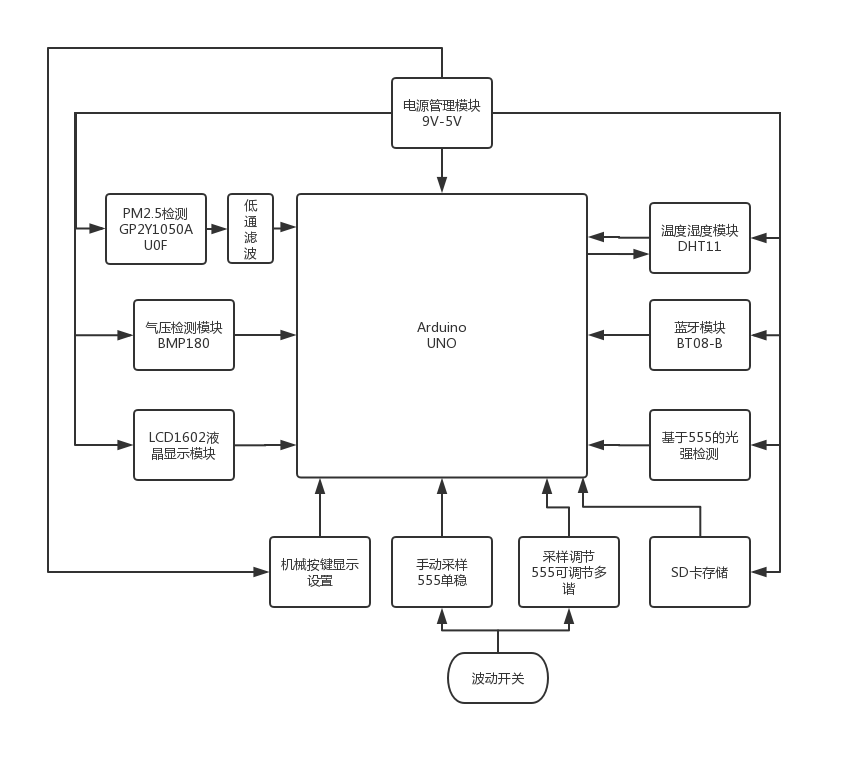 电源管理模块
9V-5V
PM2.5检测
GP2Y1050A
U0F
低
通
滤
波
温度湿度模块
DHT11
气压检测模块
BMP180
Arduino
UNO
蓝牙模块
BT08-B
LCD1602液
晶显示模块
基于555的光
强检测
机械按键显示
设置
手动采样
555单稳
采样调节
555可调节多
谐
SD卡存储
波动开关